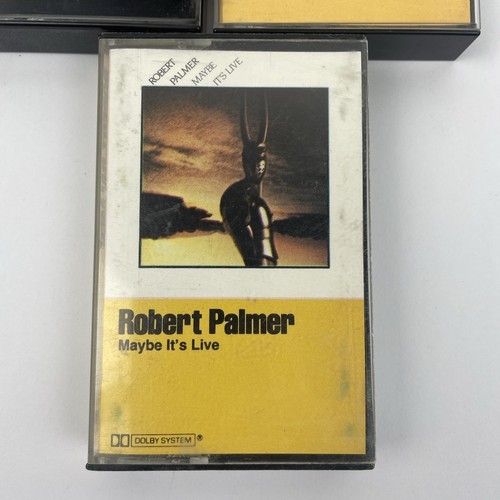 ROBERT
PALMER
MAYBE
IT'S LIVE
Robert Palmer
Maybe It's Live
DOLBY SYSTEM ®